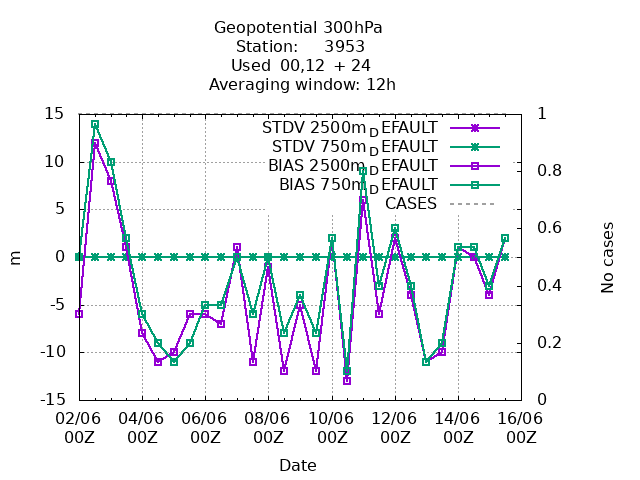 Geopotential 300hPa
Station: 3953
Used 00,12 + 24
Averaging window: 12h
15 1
STDV 2500m_DEFAULT
STDV 750m_DEFAULT
10 BIAS 2500m_DEFAULT 0.8
BIAS 750m_DEFAULT
5 CASES
0.6
m 0 No cases
0.4
-5
-10 0.2
-15 0
02/06 04/06 06/06 08/06 10/06 12/06 14/06 16/06
00Z 00Z 00Z 00Z 00Z 00Z 00Z 00Z
Date